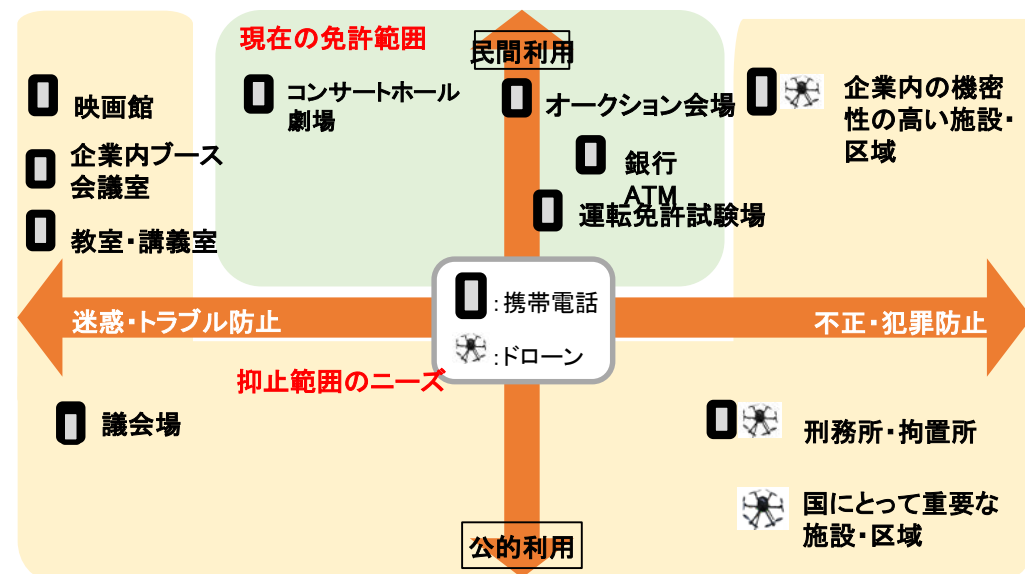 現在の免許範囲
民間利用
映画館
コンサートホール
劇場
オークション会場
企業内の機密
性の高い施設・
区域
企業内ブース
会議室
銀行
ATM
教室・講義室
運転免許試験場
迷惑・トラブル防止
:携帯電話
:ドローン
不正・犯罪防止
抑止範囲のニーズ
議会場
刑務所・拘置所
国にとって重要な
施設・区域
公的利用